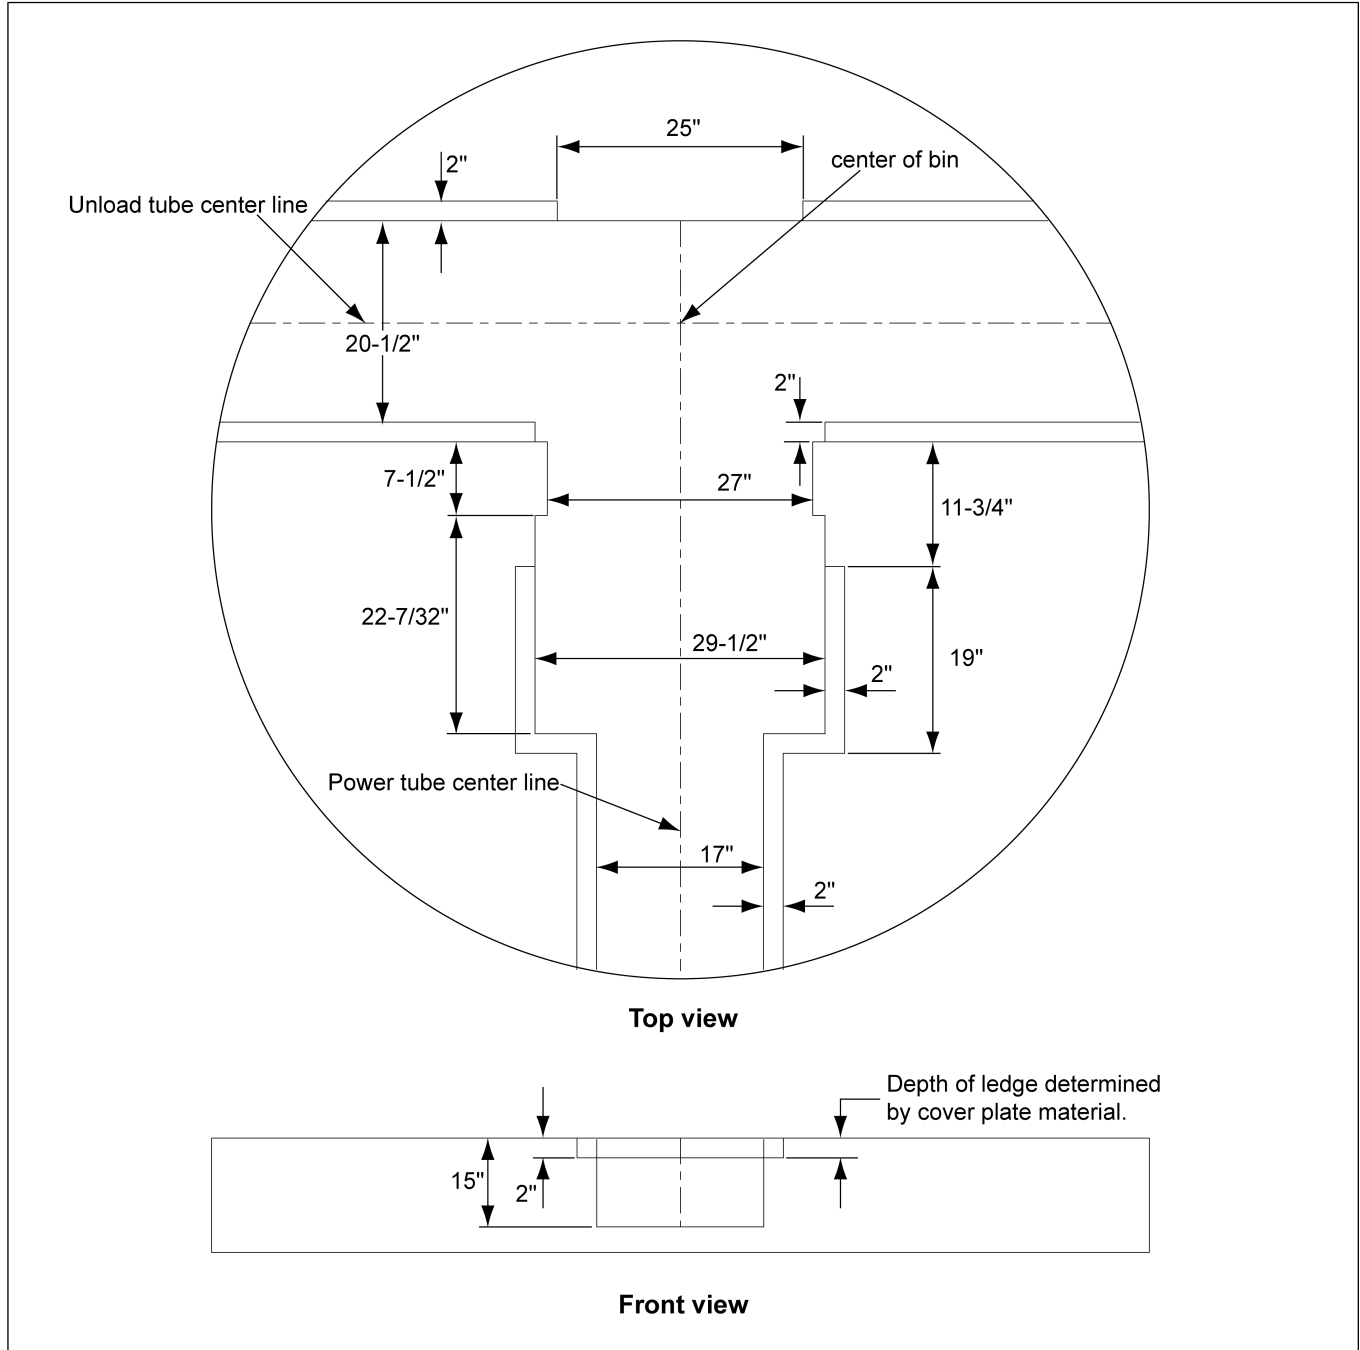 25"
2"
center of bin
Unload tube center line
20-1/2"
2"
7-1/2"
27"
11-3/4"
22-7/32"
29-1/2"
19"
2"
Power tube center line
17"
2"
Top view
Depth of ledge determined
by cover plate material.
15"
2"
Front view